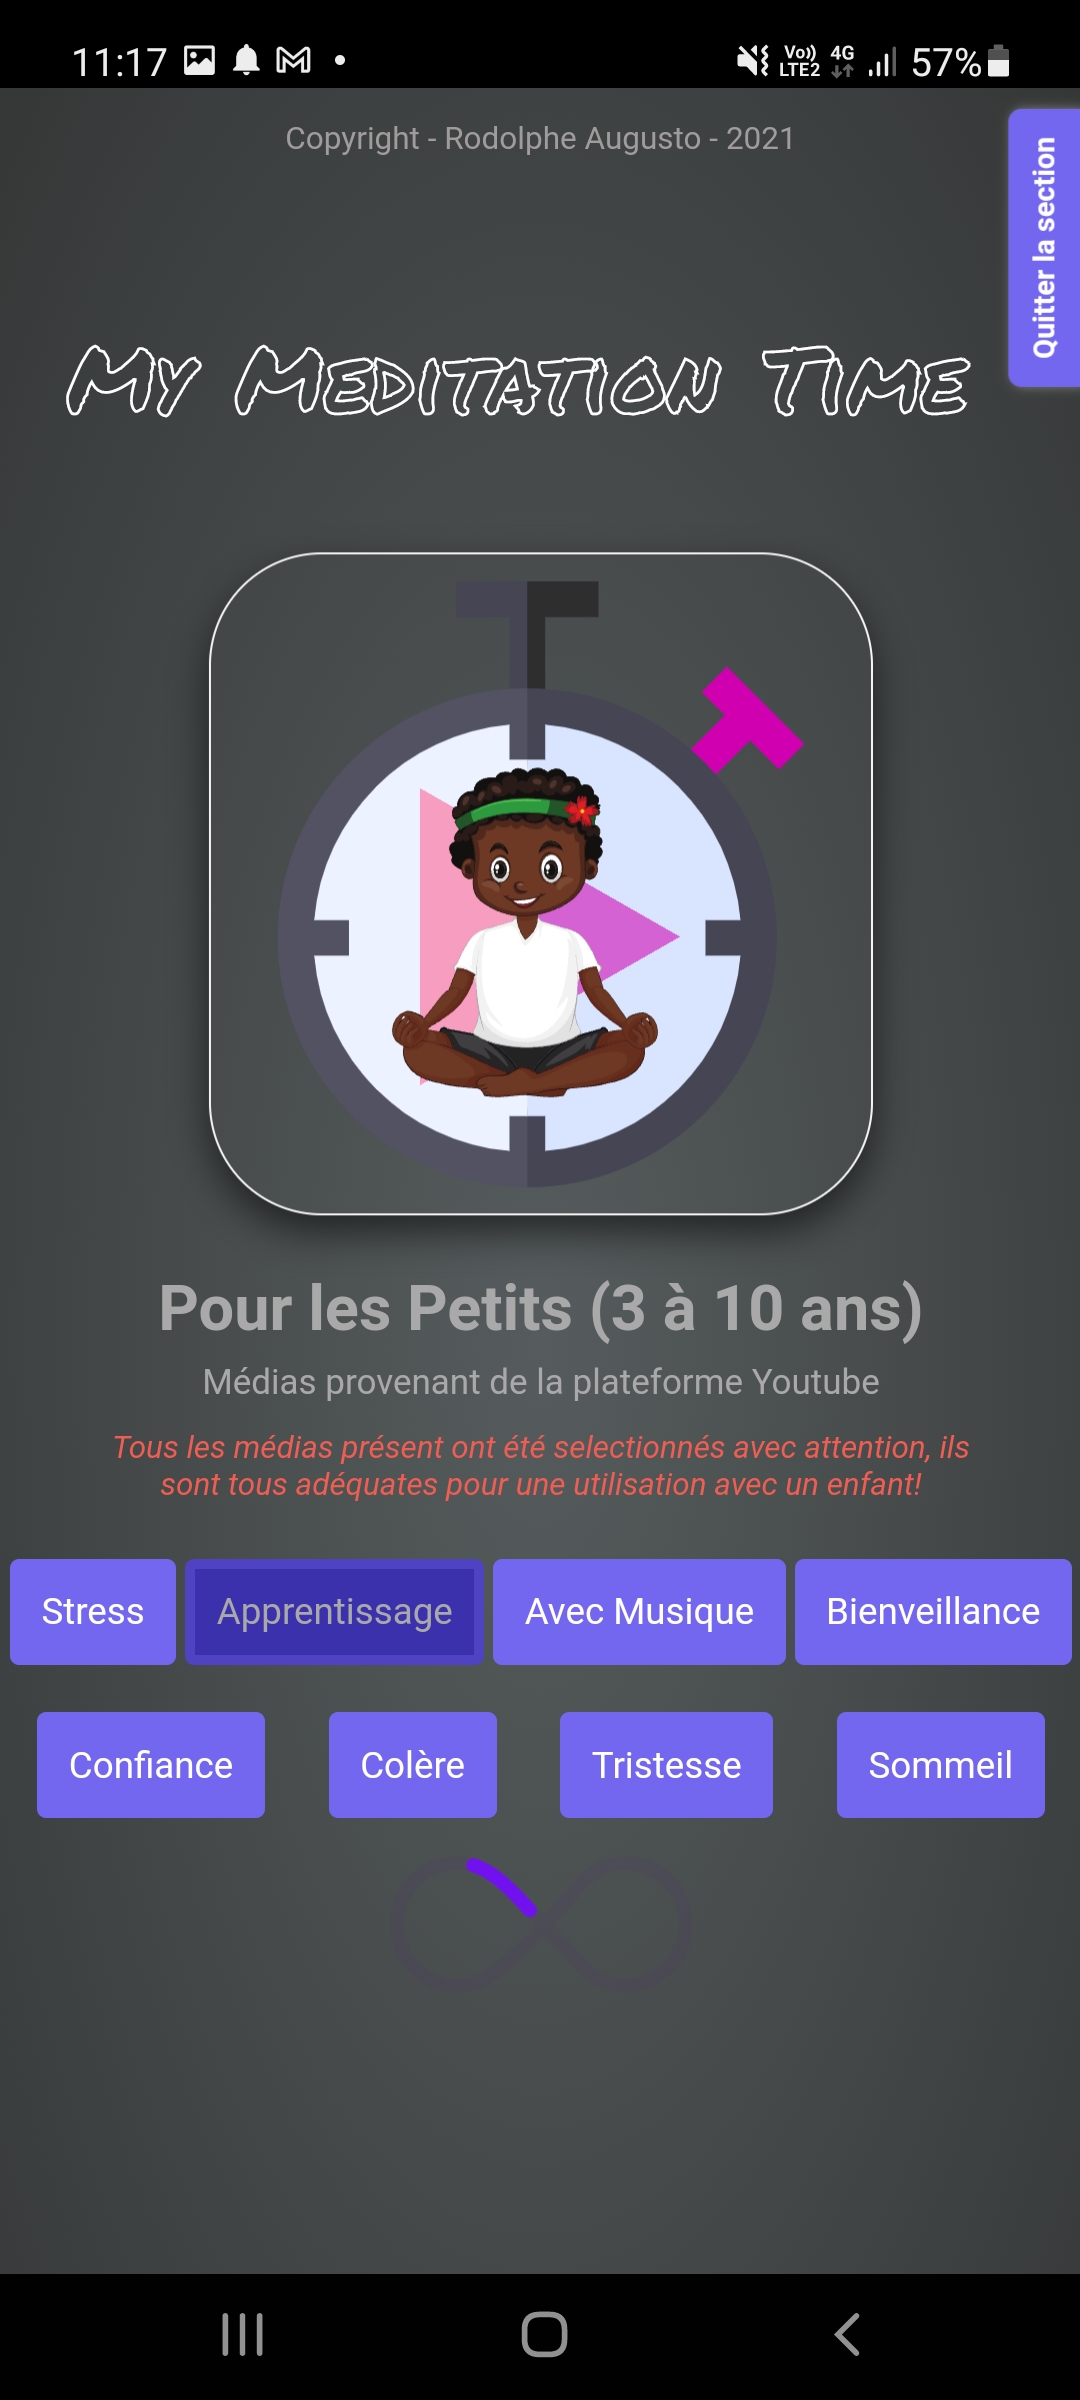 11:17
Vo)) LTE2 4G 57%
Copyright - Rodolphe Augusto - 2021
Quitter la section
My Meditation Time
Pour les Petits (3 à 10 ans)
Médias provenant de la plateforme Youtube
Tous les médias présent ont été selectionnés avec attention, ils
sont tous adéquates pour une utilisation avec un enfant!
Stress Apprentissage Avec Musique Bienveillance
Confiance Colère Tristesse Sommeil